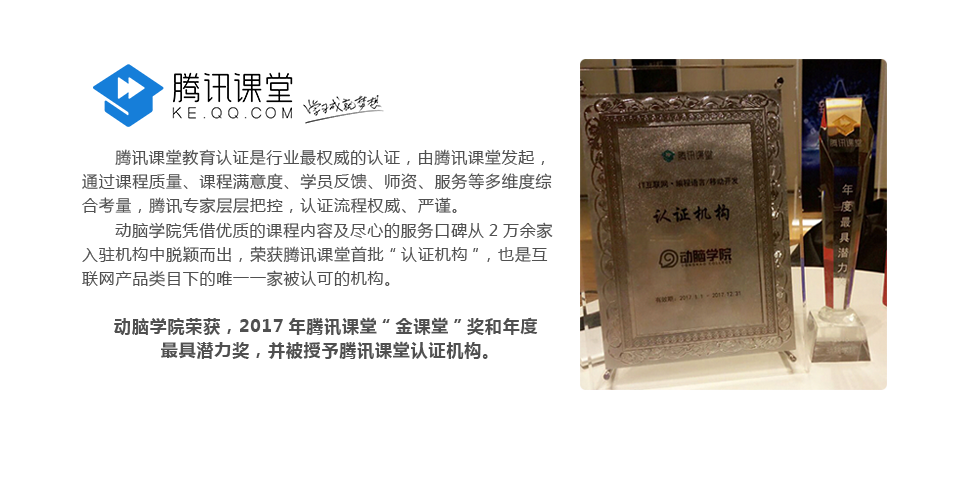 腾讯课堂
KE.QQ.COM
学习成就梦想
腾讯课堂教育认证是行业最权威的认证，由腾讯课堂发起，
通过课程质量、课程满意度、学员反馈、师资、服务等多维度综
合考量，腾讯专家层层把控，认证流程权威、严谨。
动脑学院凭借优质的课程内容及尽心的服务口碑从 2 万余家
入驻机构中脱颖而出，荣获腾讯课堂首批“认证机构”，也是互
联网产品类目下的唯一一家被认可的机构。
动脑学院荣获，2017 年腾讯课堂“金课堂”奖和年度
最具潜力奖，并被授予腾讯课堂认证机构。
腾讯课堂
IT互联网·编程语言/移动开发
认证机构
动脑学院
有效期：2017.5.1 - 2017.12.31
腾讯课堂
年度最具潜力